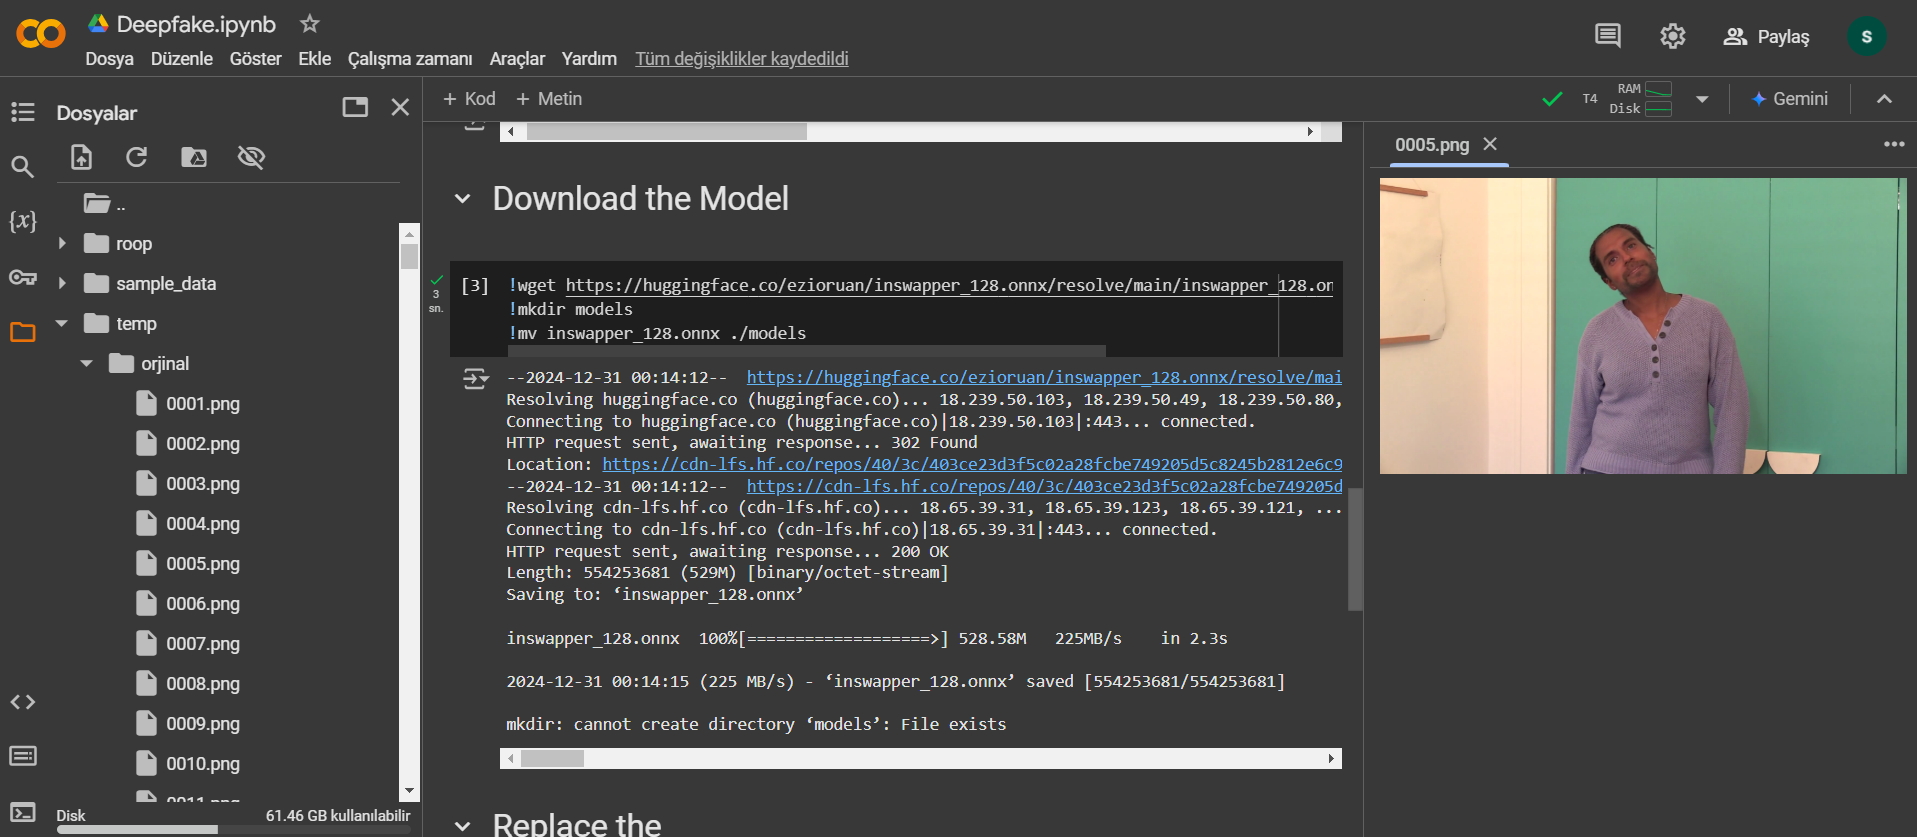 Deepfake.ipynb
Dosya Düzenle Göster Ekle Çalışma zamanı Araçlar Yardım Tüm değişiklikler kaydedildi
Paylaş
S
Dosyalar
..
roop
sample_data
temp
orjinal
0001.png
0002.png
0003.png
0004.png
0005.png
0006.png
0007.png
0008.png
0009.png
0010.png
0011.png
Disk 61.46 GB kullanılabilir
+ Kod + Metin
T4 RAM
Disk
Gemini
Download the Model
3
sn.
[3] !wget https://huggingface.co/ezioruan/inswapper_128.onnx/resolve/main/inswapper_128.on
!mkdir models
!mv inswapper_128.onnx ./models
--2024-12-31 00:14:12-- https://huggingface.co/ezioruan/inswapper_128.onnx/resolve/mai
Resolving huggingface.co (huggingface.co)... 18.239.50.103, 18.239.50.49, 18.239.50.80,
Connecting to huggingface.co (huggingface.co)|18.239.50.103|:443... connected.
HTTP request sent, awaiting response... 302 Found
Location: https://cdn-lfs.hf.co/repos/40/3c/403ce23d3f5c02a28fcbe749205d5c8245b2812e6c9
--2024-12-31 00:14:12-- https://cdn-lfs.hf.co/repos/40/3c/403ce23d3f5c02a28fcbe749205d
Resolving cdn-lfs.hf.co (cdn-lfs.hf.co)... 18.65.39.31, 18.65.39.123, 18.65.39.121, ...
Connecting to cdn-lfs.hf.co (cdn-lfs.hf.co)|18.65.39.31|:443... connected.
HTTP request sent, awaiting response... 200 OK
Length: 554253681 (529M) [binary/octet-stream]
Saving to: ‘inswapper_128.onnx’
inswapper_128.onnx 100%[===================>] 528.58M 225MB/s in 2.3s
2024-12-31 00:14:15 (225 MB/s) - ‘inswapper_128.onnx’ saved [554253681/554253681]
mkdir: cannot create directory ‘models’: File exists
Replace the
0005.png